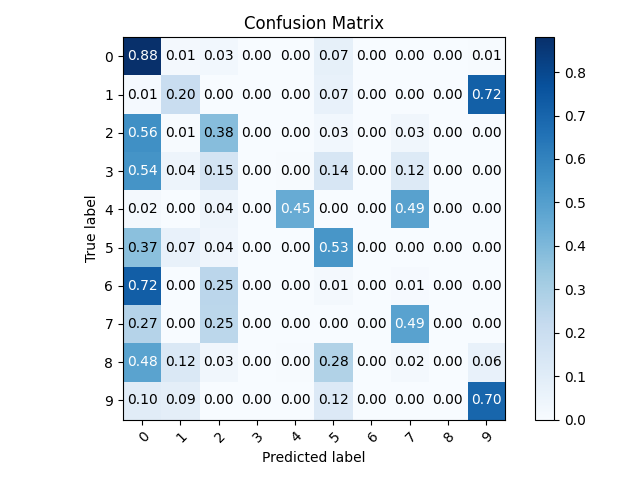 Confusion Matrix
0 0.88 0.01 0.03 0.00 0.00 0.07 0.00 0.00 0.00 0.01
1 0.01 0.20 0.00 0.00 0.00 0.07 0.00 0.00 0.00 0.72
2 0.56 0.01 0.38 0.00 0.00 0.03 0.00 0.03 0.00 0.00
3 0.54 0.04 0.15 0.00 0.00 0.14 0.00 0.12 0.00 0.00
4 0.02 0.00 0.04 0.00 0.45 0.00 0.00 0.49 0.00 0.00
5 0.37 0.07 0.04 0.00 0.00 0.53 0.00 0.00 0.00 0.00
6 0.72 0.00 0.25 0.00 0.00 0.01 0.00 0.01 0.00 0.00
7 0.27 0.00 0.25 0.00 0.00 0.00 0.00 0.49 0.00 0.00
8 0.48 0.12 0.03 0.00 0.00 0.28 0.00 0.02 0.00 0.06
9 0.10 0.09 0.00 0.00 0.00 0.12 0.00 0.00 0.00 0.70
0 1 2 3 4 5 6 7 8 9
Predicted label
True label
0.8
0.7
0.6
0.5
0.4
0.3
0.2
0.1
0.0